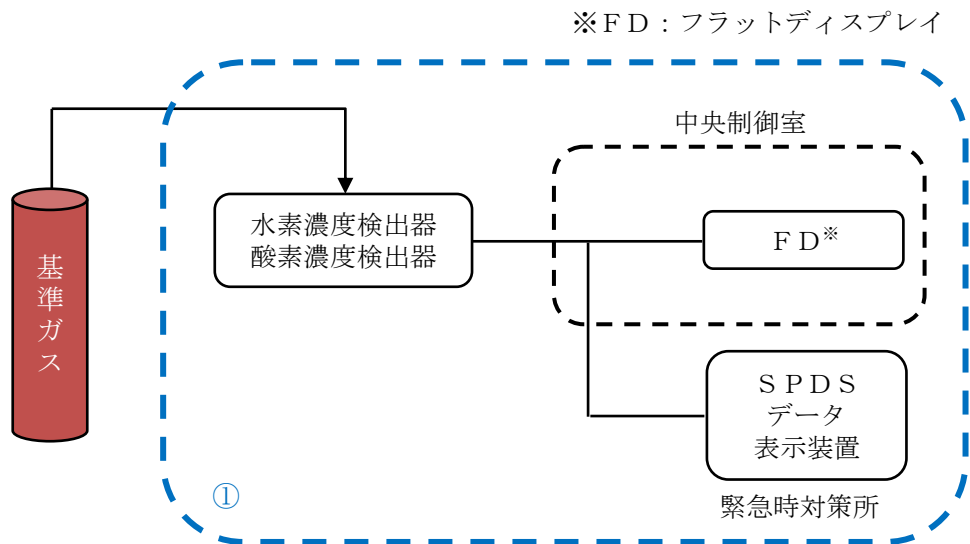 ※ＦＤ：フラットディスプレイ
中央制御室
水素濃度検出器
酸素濃度検出器
ＦＤ※
基準ガス
ＳＰＤＳ
データ
表示装置
緊急時対策所
①